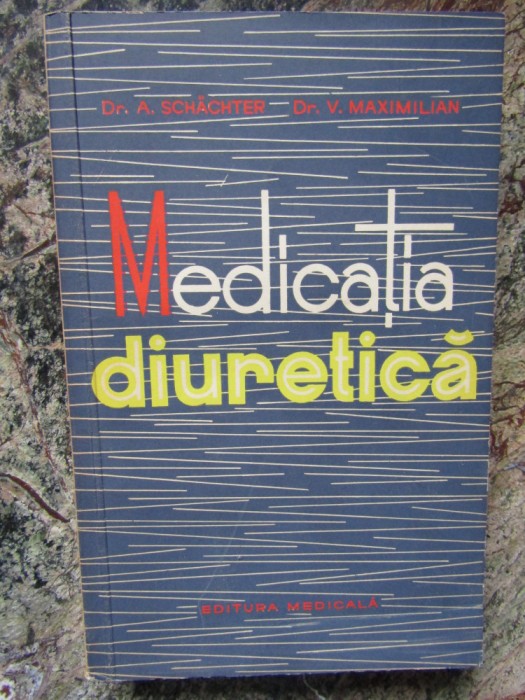 Dr. A. SCHÄCHTER Dr. V. MAXIMILIAN
Medicația
diuretică
EDITURA MEDICALĂ